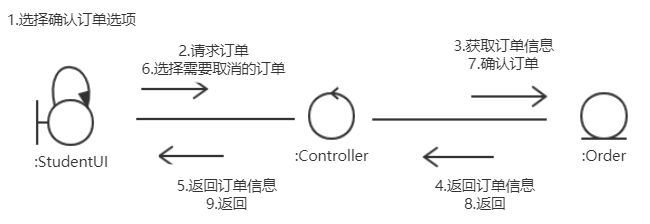 1.选择确认订单选项
2.请求订单
6.选择需要取消的订单
3.获取订单信息
7.确认订单
:StudentUI
:Controller
:Order
5.返回订单信息
9.返回
4.返回订单信息
8.返回